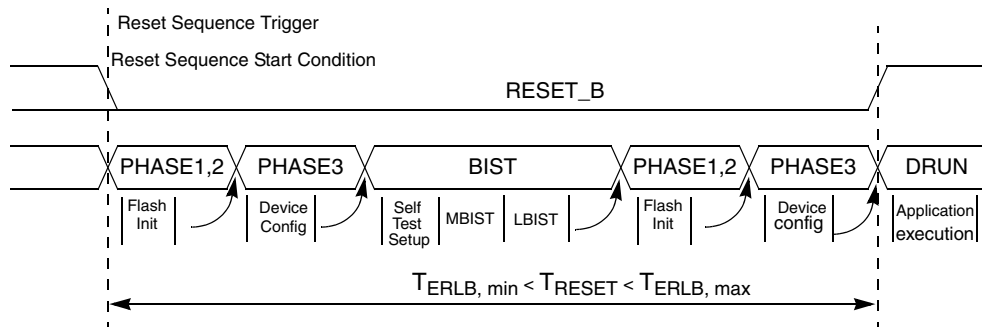 Reset Sequence Trigger
Reset Sequence Start Condition
RESET_B
PHASE1,2 PHASE3 BIST PHASE1,2 PHASE3 DRUN
Flash Init
Device Config
Self Test Setup
MBIST
LBIST
Flash Init
Device config
Application execution
TERLB, min < TRESET < TERLB, max